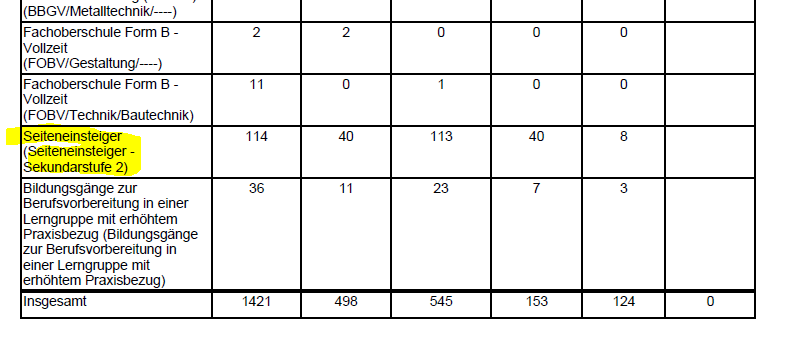 (BBGV/Metalltechnik/----)
Fachoberschule Form B - 2 2 0 0 0
Vollzeit
(FOBV/Gestaltung/----)
Fachoberschule Form B - 11 0 1 0 0
Vollzeit
(FOBV/Technik/Bautechnik)
Seiteneinsteiger 114 40 113 40 8
(Seiteneinsteiger -
Sekundarstufe 2)
Bildungsgänge zur 36 11 23 7 3
Berufsvorbereitung in einer
Lerngruppe mit erhöhtem
Praxisbezug (Bildungsgänge
zur Berufsvorbereitung in
einer Lerngruppe mit
erhöhtem Praxisbezug)
Insgesamt 1421 498 545 153 124 0